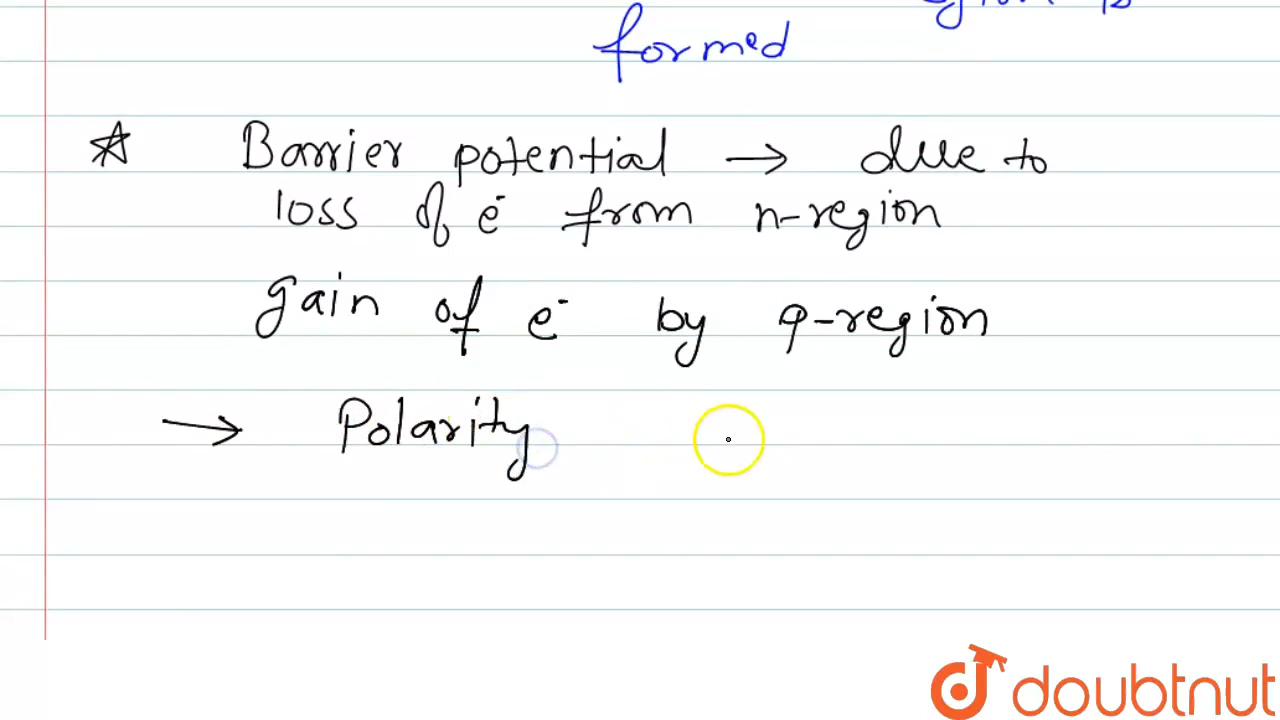 formed
☆ Barrier potential → due to
loss of e⁻ from n-region
gain of e⁻ by p-region
→ Polarity
doubtnut